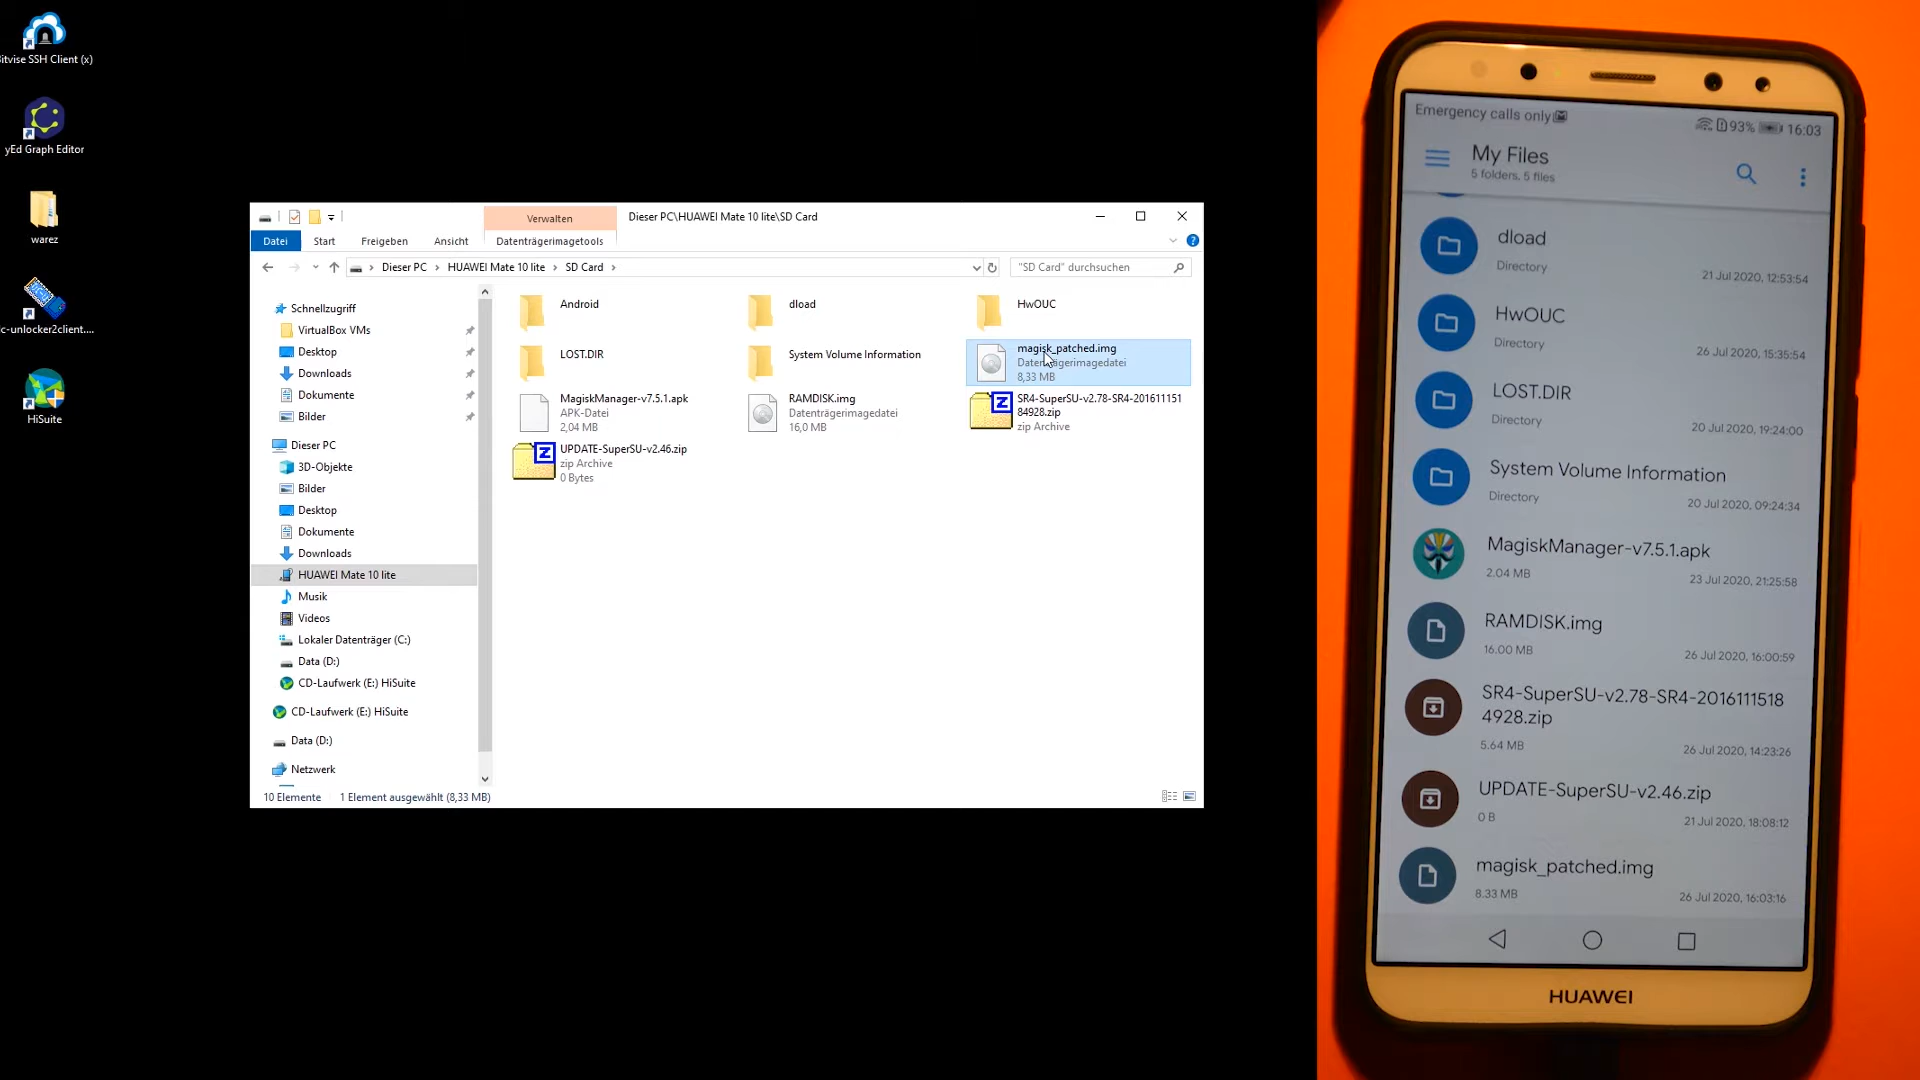 itvise SSH Client (x)
yEd Graph Editor
warez
c-unlocker2client....
HiSuite
Verwalten
Dieser PC\HUAWEI Mate 10 lite\SD Card
Datei
Start
Freigeben
Ansicht
Datenträgerimagetools
Dieser PC
HUAWEI Mate 10 lite
SD Card
"SD Card" durchsuchen
Schnellzugriff
VirtualBox VMs
Desktop
Downloads
Dokumente
Bilder
Dieser PC
3D-Objekte
Bilder
Desktop
Dokumente
Downloads
HUAWEI Mate 10 lite
Musik
Videos
Lokaler Datenträger (C:)
Data (D:)
CD-Laufwerk (E:) HiSuite
CD-Laufwerk (E:) HiSuite
Data (D:)
Netzwerk
Android
dload
HwOUC
LOST.DIR
System Volume Information
magisk_patched.img
Datenträgerimagedatei
8,33 MB
MagiskManager-v7.5.1.apk
APK-Datei
2,04 MB
RAMDISK.img
Datenträgerimagedatei
16,0 MB
SR4-SuperSU-v2.78-SR4-201611151
84928.zip
zip Archive
UPDATE-SuperSU-v2.46.zip
zip Archive
0 Bytes
10 Elemente
1 Element ausgewählt (8,33 MB)
Emergency calls only
93%
16:03
My Files
5 folders, 5 files
dload
Directory
21 Jul 2020, 12:53:54
HwOUC
Directory
26 Jul 2020, 15:35:54
LOST.DIR
Directory
20 Jul 2020, 19:24:00
System Volume Information
Directory
20 Jul 2020, 09:24:34
MagiskManager-v7.5.1.apk
2.04 MB
23 Jul 2020, 21:25:58
RAMDISK.img
16.00 MB
26 Jul 2020, 16:00:59
SR4-SuperSU-v2.78-SR4-2016111518
4928.zip
5.64 MB
26 Jul 2020, 14:23:26
UPDATE-SuperSU-v2.46.zip
0 B
21 Jul 2020, 18:08:12
magisk_patched.img
8.33 MB
26 Jul 2020, 16:03:16
HUAWEI